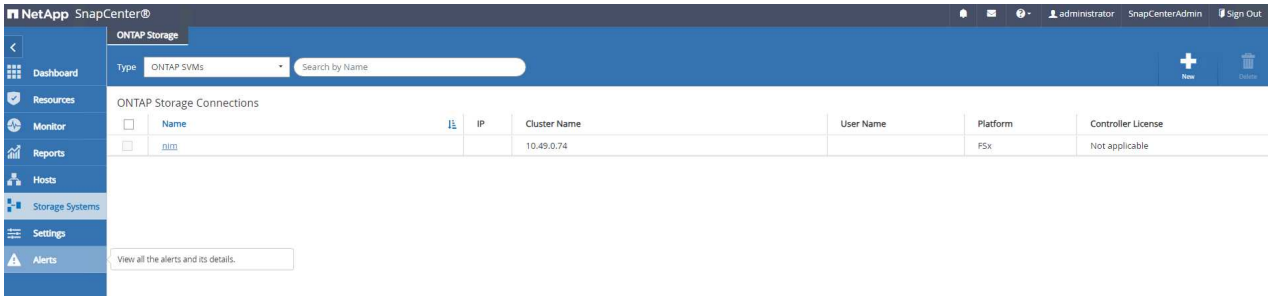 NetApp SnapCenter®
administrator SnapCenterAdmin Sign Out
ONTAP Storage
Type ONTAP SVMs Search by Name
New Delete
Dashboard
Resources
Monitor
Reports
Hosts
Storage Systems
Settings
Alerts
ONTAP Storage Connections
Name IP Cluster Name User Name Platform Controller License
nim 10.49.0.74 FSx Not applicable
View all the alerts and its details.